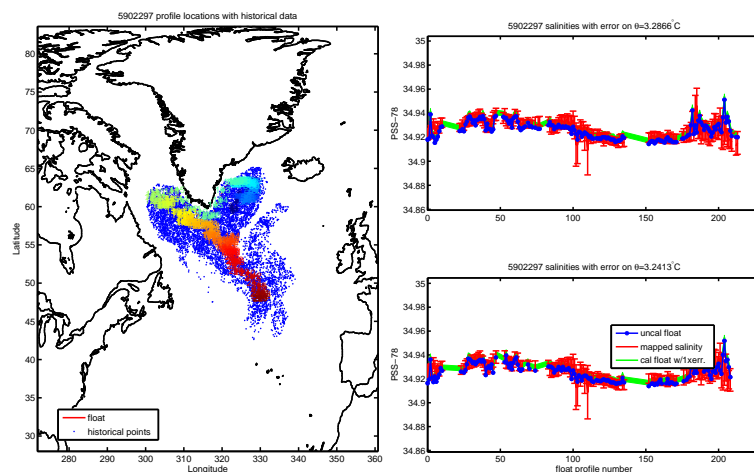 5902297 profile locations with historical data
80
75
70
65
60
55
50
45
40
35
30
Latitude
float
historical points
280 290 300 310 320 330 340 350 360
Longitude
5902297 salinities with error on θ=3.2866°C
35
34.98
34.96
34.94
34.92
34.9
34.88
34.86
PSS-78
0 50 100 150 200
5902297 salinities with error on θ=3.2413°C
35
34.98
34.96
34.94
34.92
34.9
34.88
34.86
PSS-78
uncal float
mapped salinity
cal float w/1xerr.
0 50 100 150 200
float profile number